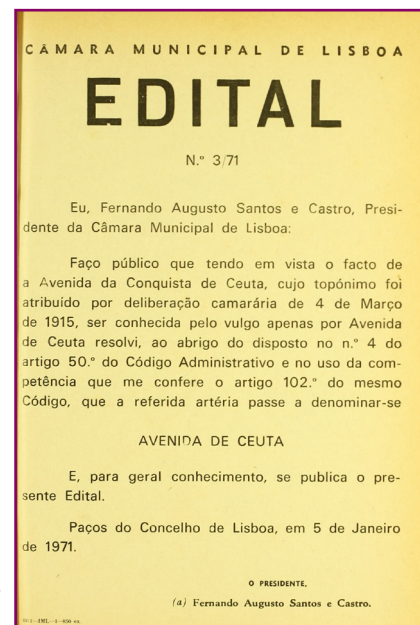 CÂMARA MUNICIPAL DE LISBOA
EDITAL
N.º 3/71
Eu, Fernando Augusto Santos e Castro, Presi-
dente da Câmara Municipal de Lisboa:
Faço público que tendo em vista o facto de
a Avenida da Conquista de Ceuta, cujo topónimo foi
atribuído por deliberação camarária de 4 de Março
de 1915, ser conhecida pelo vulgo apenas por Avenida
de Ceuta resolvi, ao abrigo do disposto no n.º 4 do
artigo 50.º do Código Administrativo e no uso da com-
petência que me confere o artigo 102.º do mesmo
Código, que a referida artéria passe a denominar-se
AVENIDA DE CEUTA
E, para geral conhecimento, se publica o pre-
sente Edital.
Paços do Concelho de Lisboa, em 5 de Janeiro
de 1971.
O PRESIDENTE,
(a) Fernando Augusto Santos e Castro.